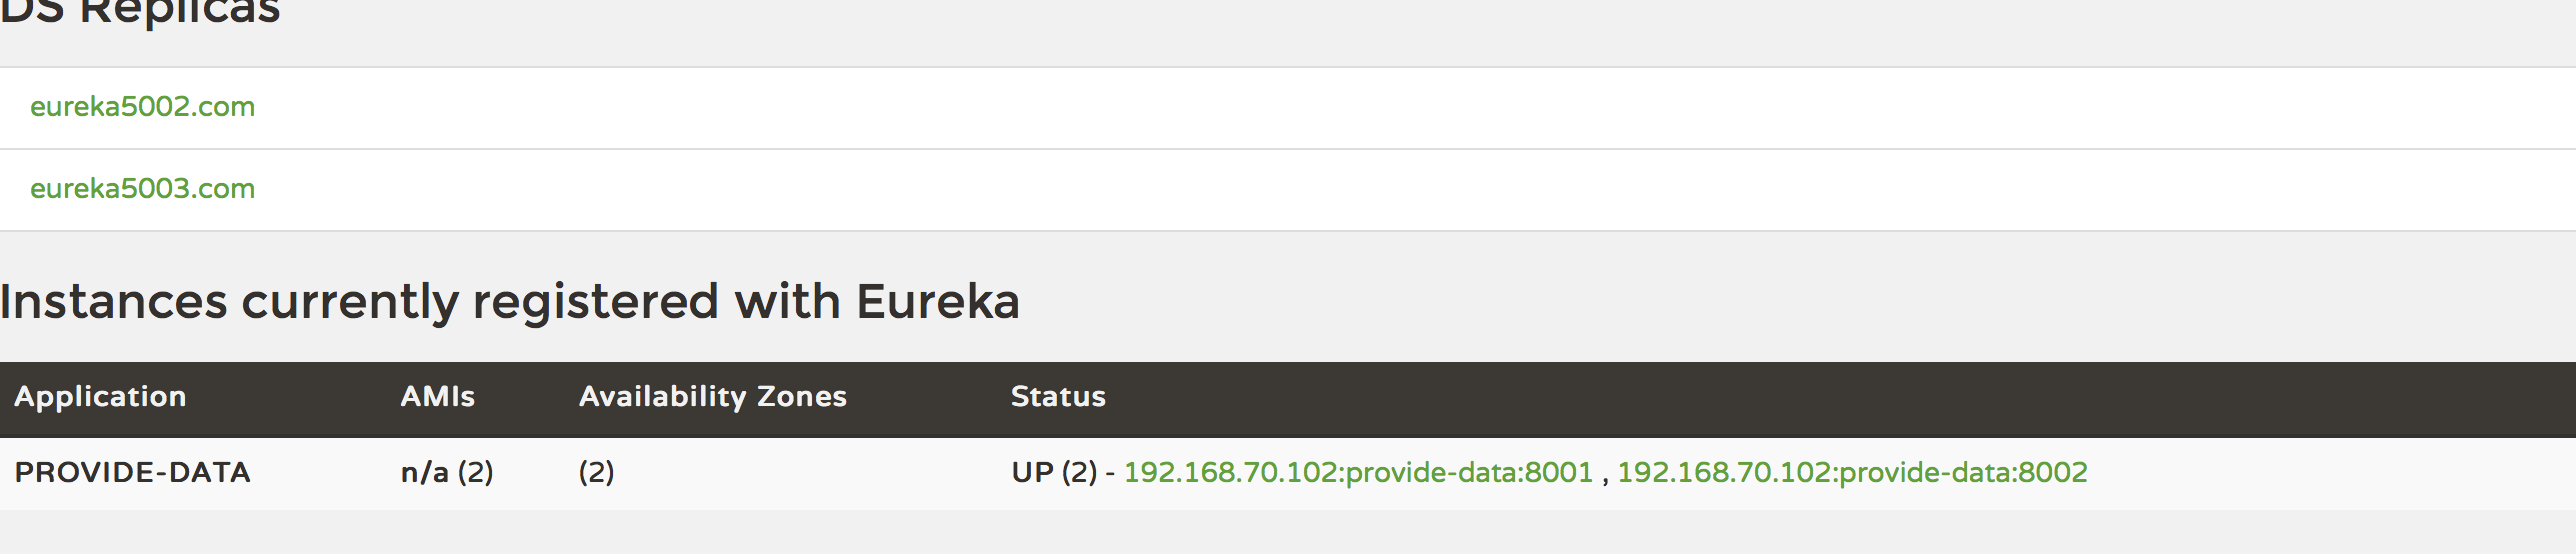 DS Replicas
eureka5002.com
eureka5003.com
Instances currently registered with Eureka
Application AMIs Availability Zones Status
PROVIDE-DATA n/a (2) (2) UP (2) - 192.168.70.102:provide-data:8001 , 192.168.70.102:provide-data:8002